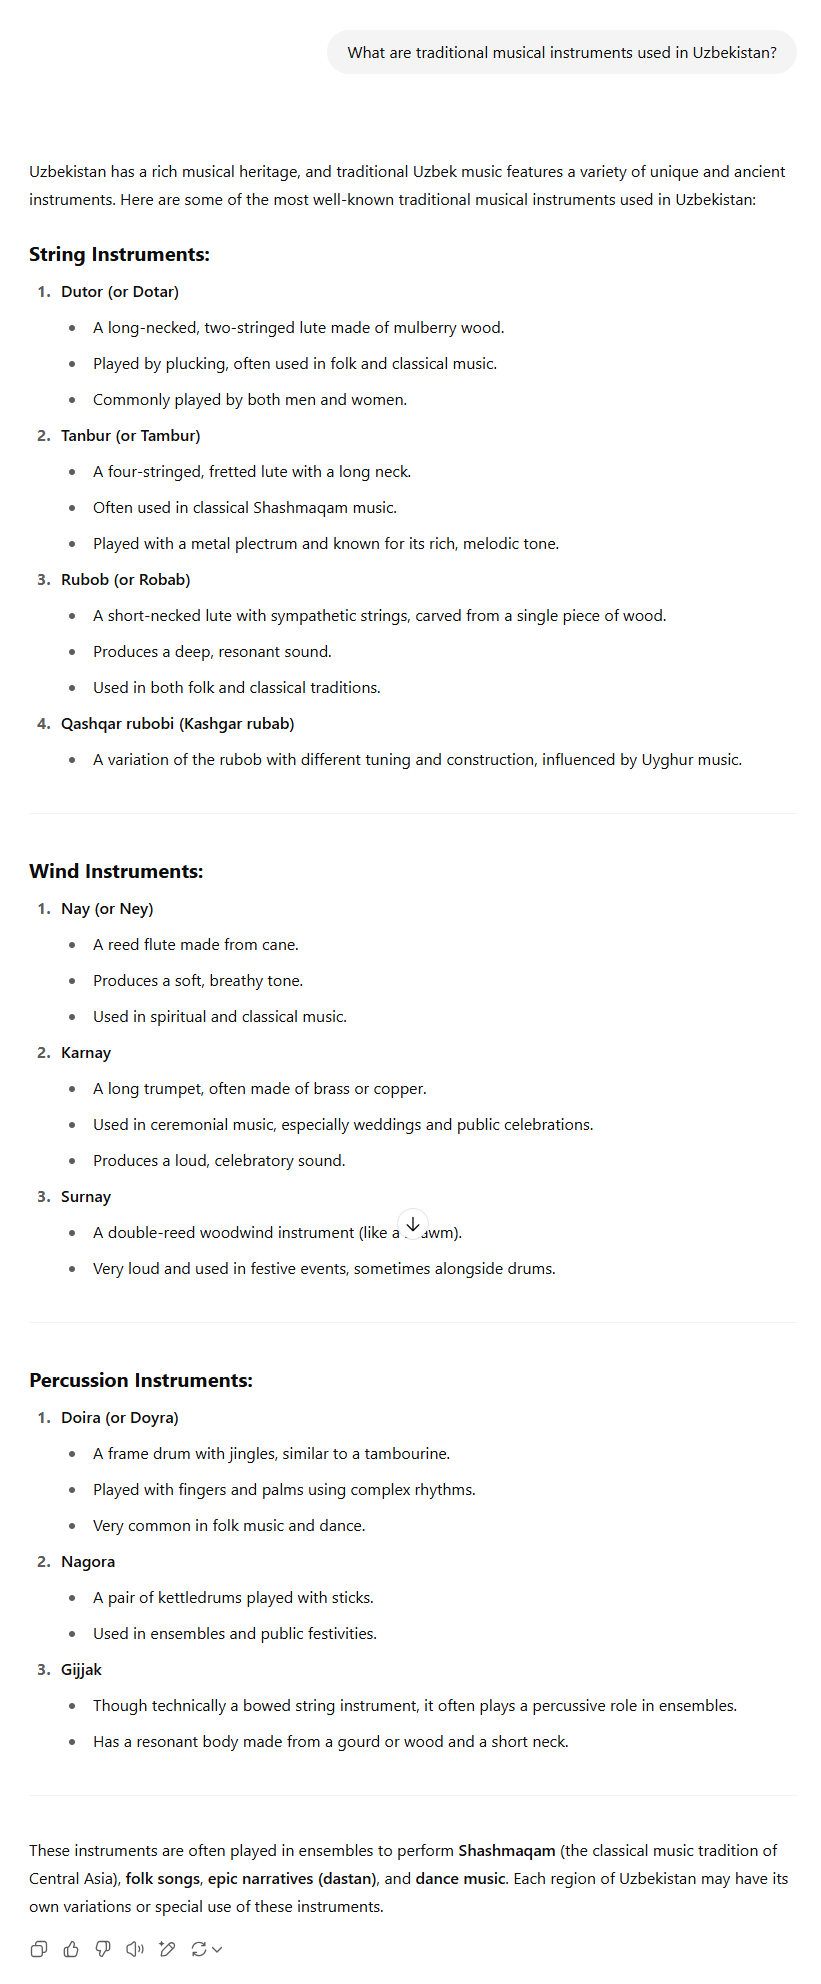 What are traditional musical instruments used in Uzbekistan?
Uzbekistan has a rich musical heritage, and traditional Uzbek music features a variety of unique and ancient
instruments. Here are some of the most well-known traditional musical instruments used in Uzbekistan:
String Instruments:
1. Dutor (or Dotar)
• A long-necked, two-stringed lute made of mulberry wood.
• Played by plucking, often used in folk and classical music.
• Commonly played by both men and women.
2. Tanbur (or Tambur)
• A four-stringed, fretted lute with a long neck.
• Often used in classical Shashmaqam music.
• Played with a metal plectrum and known for its rich, melodic tone.
3. Rubob (or Robab)
• A short-necked lute with sympathetic strings, carved from a single piece of wood.
• Produces a deep, resonant sound.
• Used in both folk and classical traditions.
4. Qashqar rubobi (Kashgar rubab)
• A variation of the rubob with different tuning and construction, influenced by Uyghur music.
Wind Instruments:
1. Nay (or Ney)
• A reed flute made from cane.
• Produces a soft, breathy tone.
• Used in spiritual and classical music.
2. Karnay
• A long trumpet, often made of brass or copper.
• Used in ceremonial music, especially weddings and public celebrations.
• Produces a loud, celebratory sound.
3. Surnay
• A double-reed woodwind instrument (like a
• Very loud and used in festive events, sometimes alongside drums.
Percussion Instruments:
1. Doira (or Doyra)
• A frame drum with jingles, similar to a tambourine.
• Played with fingers and palms using complex rhythms.
• Very common in folk music and dance.
2. Nagora
• A pair of kettledrums played with sticks.
• Used in ensembles and public festivities.
3. Gijjak
• Though technically a bowed string instrument, it often plays a percussive role in ensembles.
• Has a resonant body made from a gourd or wood and a short neck.
These instruments are often played in ensembles to perform Shashmaqam (the classical music tradition of
Central Asia), folk songs, epic narratives (dastan), and dance music. Each region of Uzbekistan may have its
own variations or special use of these instruments.